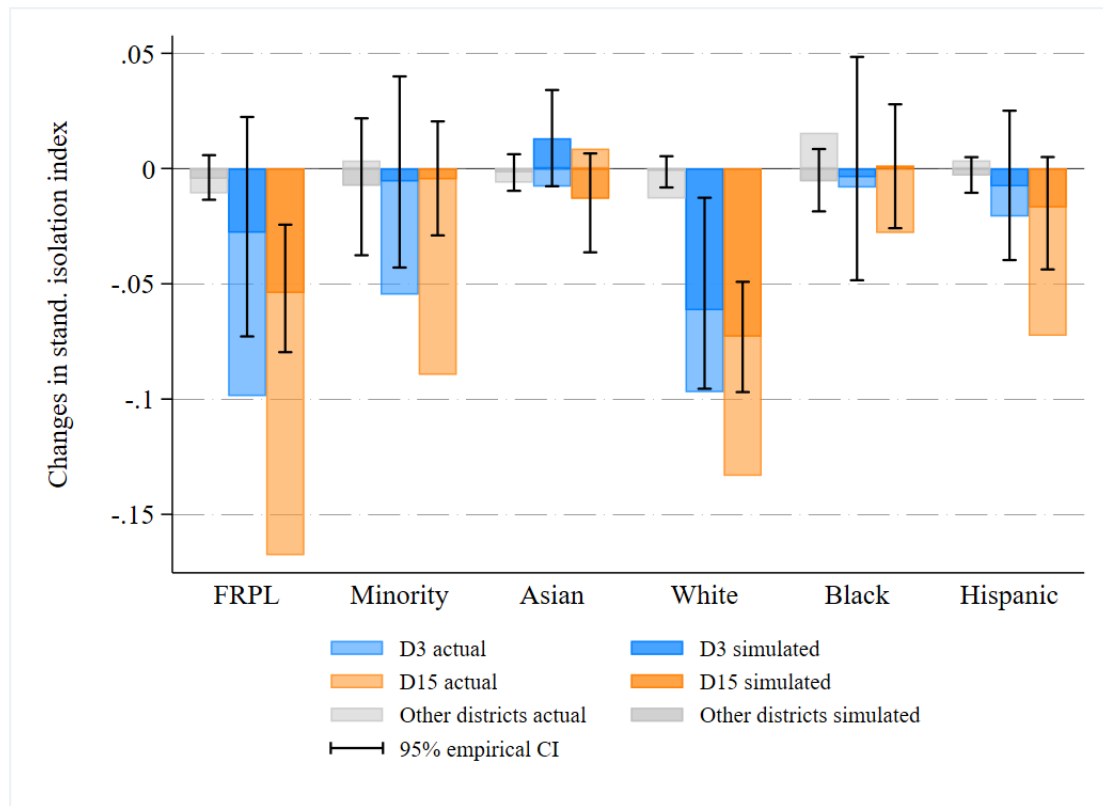 Changes in stand. isolation index
.05
0
-.05
-.1
-.15
FRPL Minority Asian White Black Hispanic
D3 actual D3 simulated
D15 actual D15 simulated
Other districts actual Other districts simulated
95% empirical CI